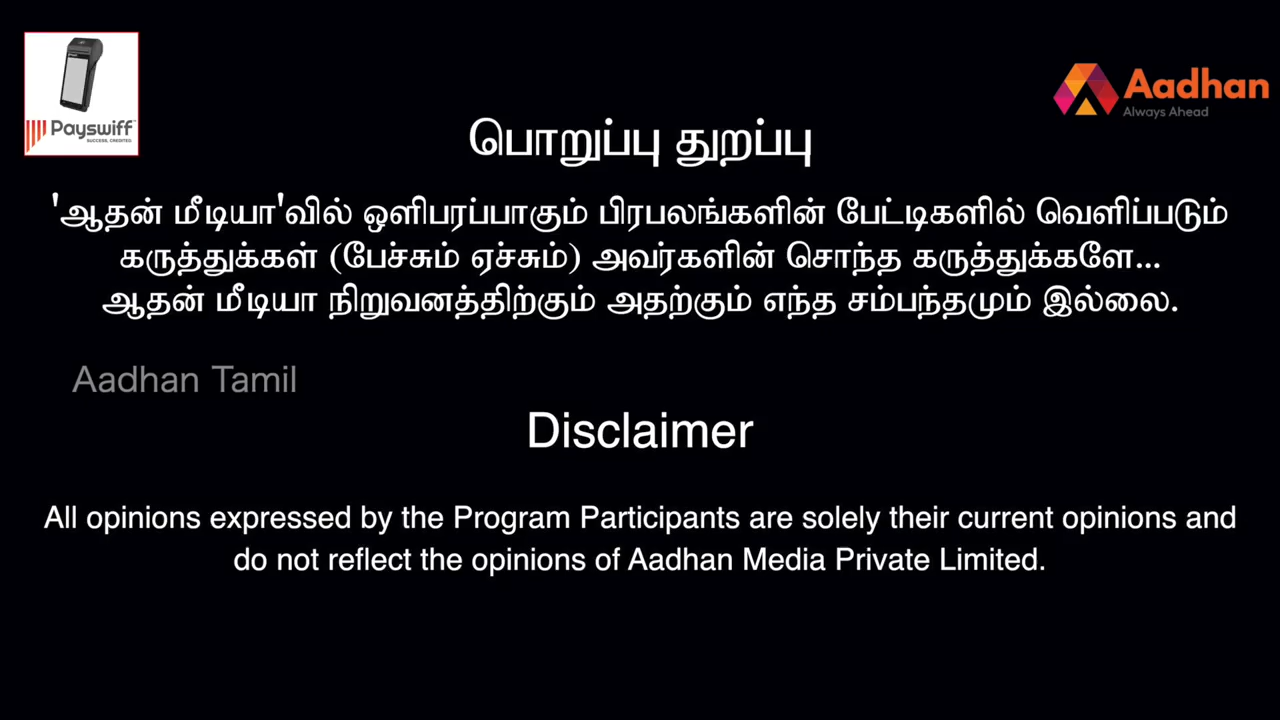 Payswiff
SUCCESS, CREDITED.
Aadhan
Always Ahead
பொறுப்பு துறப்பு
'ஆதன் மீடியா'வில் ஒளிபரப்பாகும் பிரபலங்களின் பேட்டிகளில் வெளிப்படும்
கருத்துக்கள் (பேச்சும் ஏச்சும்) அவர்களின் சொந்த கருத்துக்களே...
ஆதன் மீடியா நிறுவனத்திற்கும் அதற்கும் எந்த சம்பந்தமும் இல்லை.
Aadhan Tamil
Disclaimer
All opinions expressed by the Program Participants are solely their current opinions and
do not reflect the opinions of Aadhan Media Private Limited.